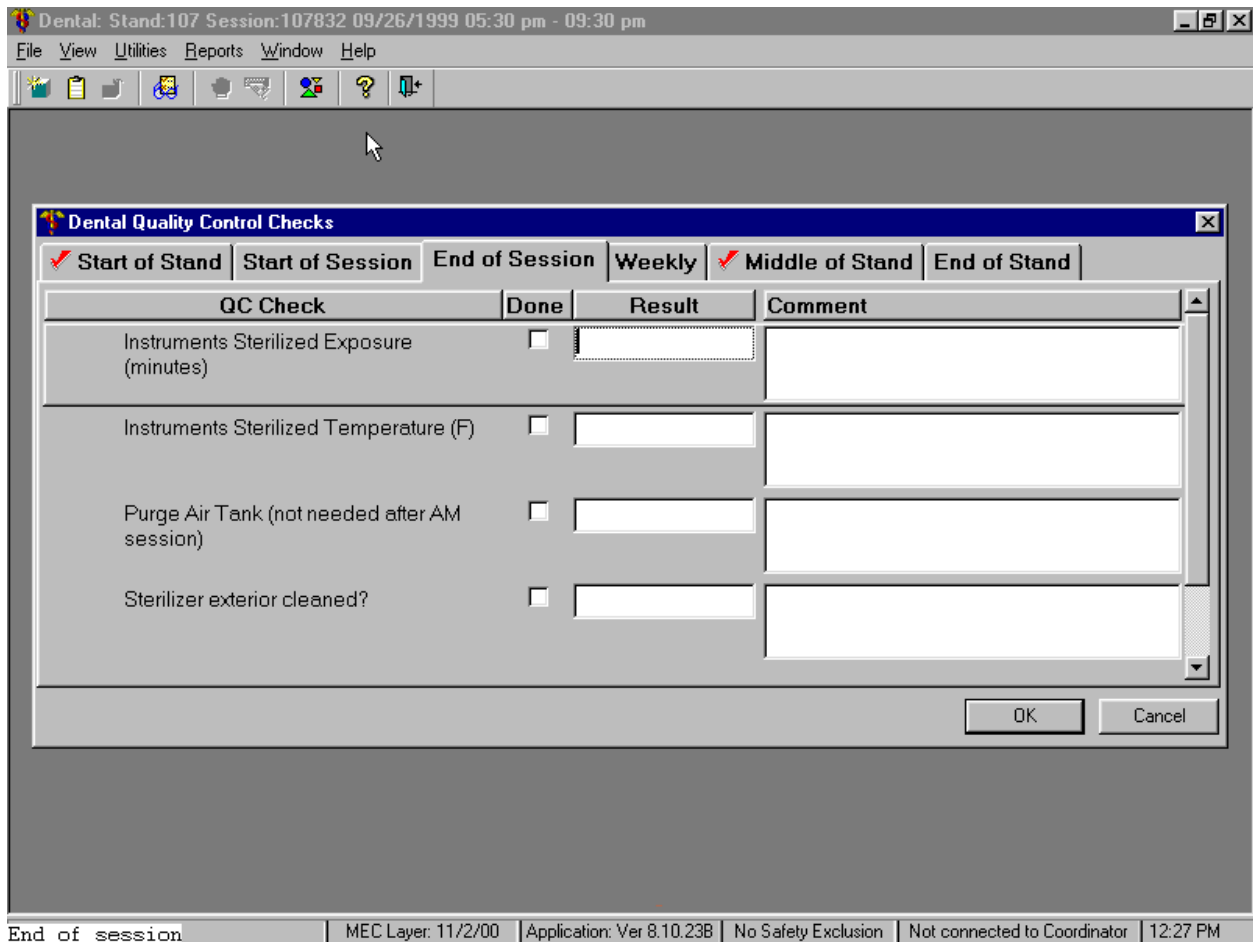 Dental: Stand:107 Session:107832 09/26/1999 05:30 pm - 09:30 pm
File View Utilities Reports Window Help
Dental Quality Control Checks
Start of Stand Start of Session End of Session Weekly Middle of Stand End of Stand
QC Check Done Result Comment
Instruments Sterilized Exposure
(minutes)
Instruments Sterilized Temperature (F)
Purge Air Tank (not needed after AM
session)
Sterilizer exterior cleaned?
OK Cancel
End of session MEC Layer: 11/2/00 Application: Ver 8.10.23B No Safety Exclusion Not connected to Coordinator 12:27 PM